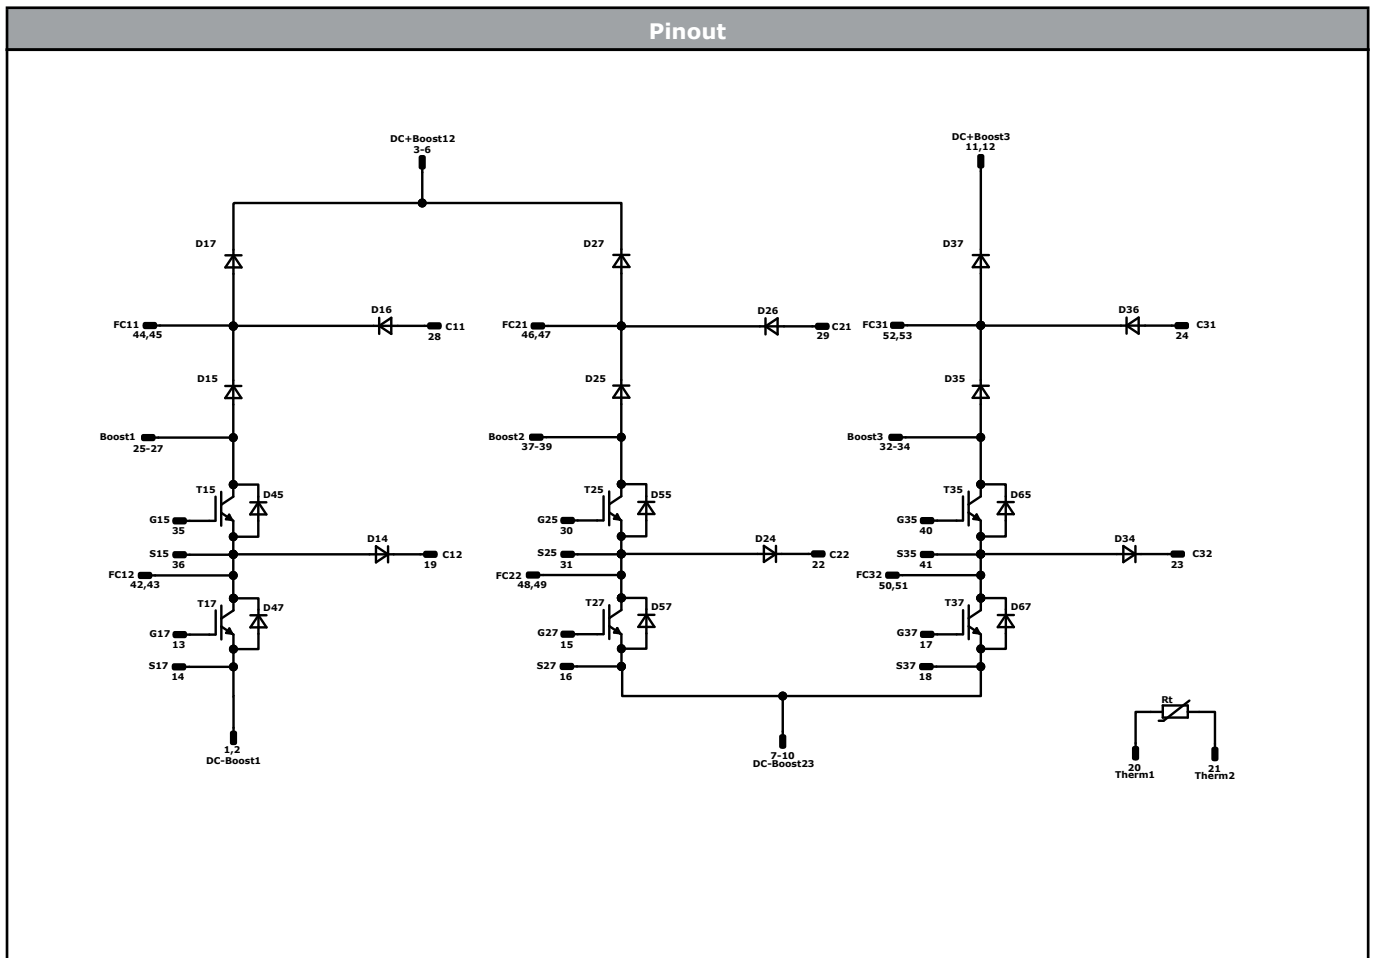 Pinout
DC+Boost12
3-6
DC+Boost3
11,12
D17
D27
D37
FC11
44,45
D16
C11
28
FC21
46,47
D26
C21
29
FC31
52,53
D36
C31
24
D15
D25
D35
Boost1
25-27
Boost2
37-39
Boost3
32-34
T15
D45
G15
35
T25
D55
G25
30
T35
D65
G35
40
S15
36
D14
C12
19
S25
31
D24
C22
22
S35
41
D34
C32
23
FC12
42,43
FC22
48,49
FC32
50,51
T17
D47
G17
13
T27
D57
G27
15
T37
D67
G37
17
S17
14
S27
16
S37
18
1,2
DC-Boost1
7-10
DC-Boost23
Rt
20
Therm1
21
Therm2